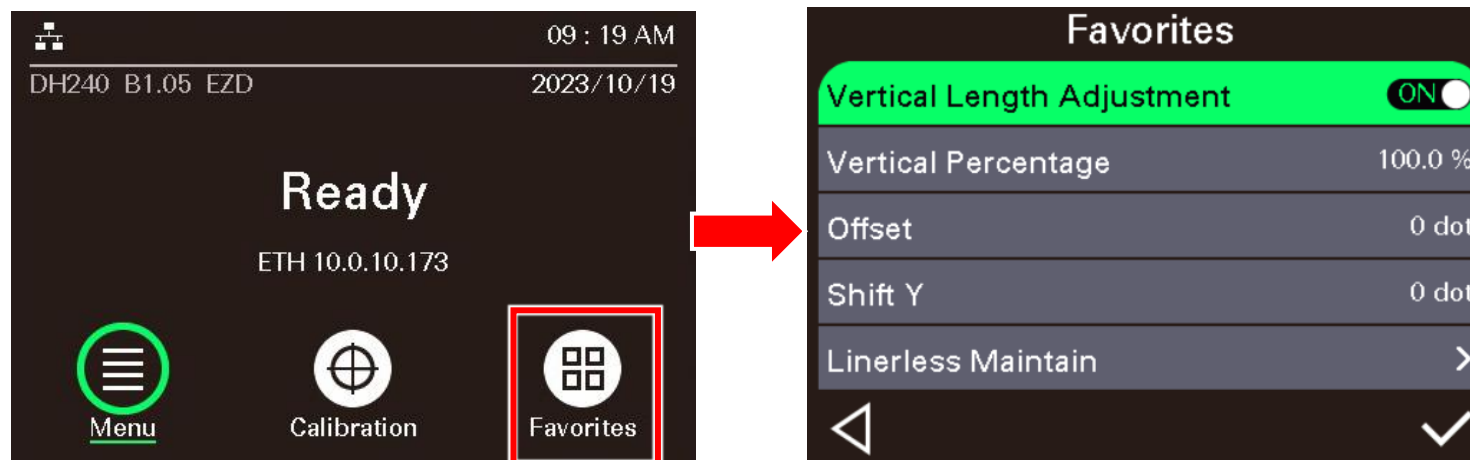 09 : 19 AM
DH240 B1.05 EZD 2023/10/19
Ready
ETH 10.0.10.173
Menu Calibration Favorites
Favorites
Vertical Length Adjustment ON
Vertical Percentage 100.0 %
Offset 0 dot
Shift Y 0 dot
Linerless Maintain